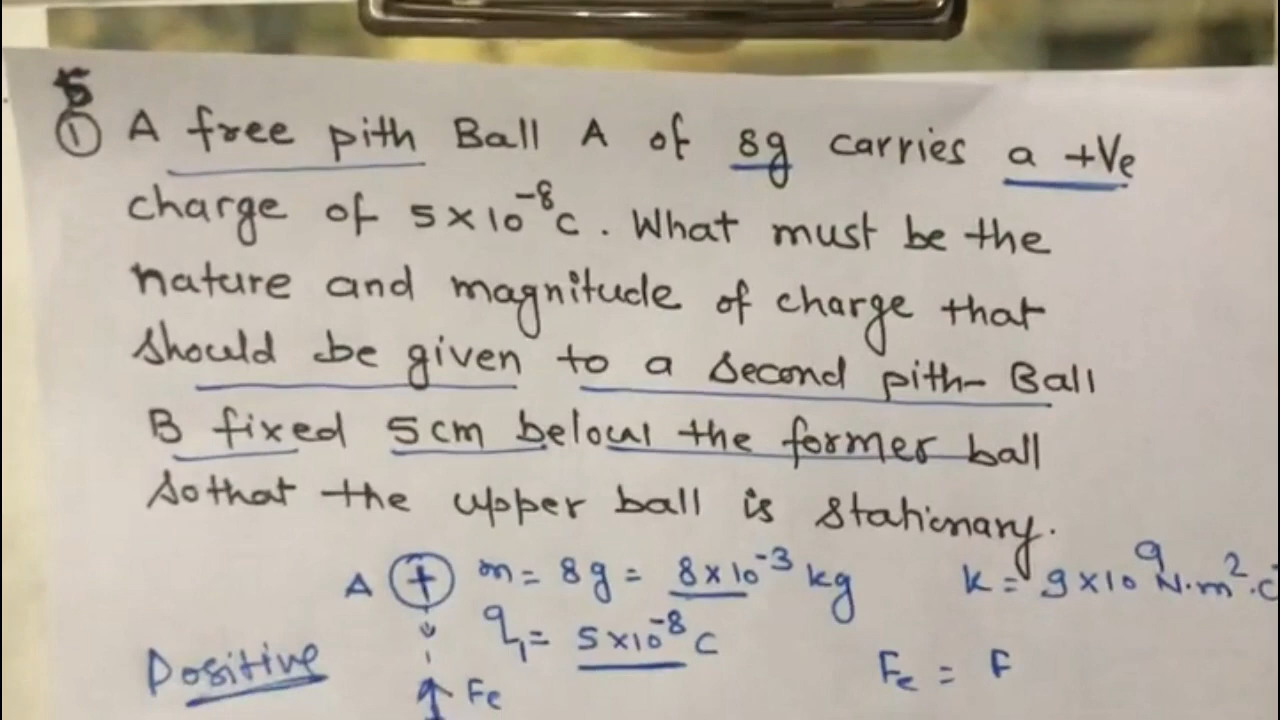 ① A free pith Ball A of 8g carries a +Ve
charge of 5×10⁻⁸C. What must be the
nature and magnitude of charge that
should be given to a second pith-Ball
B fixed 5cm below the former ball
so that the upper ball is stationary.
A + m = 8g = 8×10⁻³ kg K = 9×10⁹ N·m²·C
q₁ = 5×10⁻⁸ C
Positive Fe = F
Fe